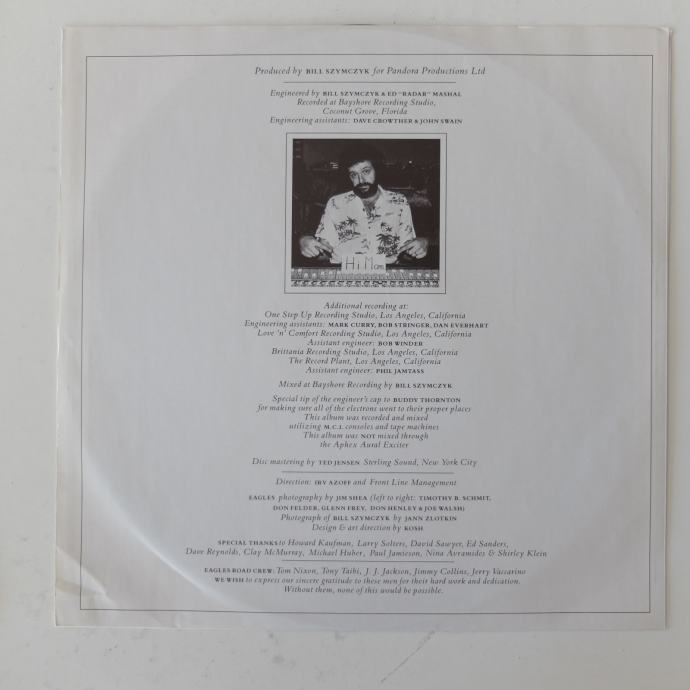 Produced by BILL SZYMCZYK for Pandora Productions Ltd
Engineered by BILL SZYMCZYK & ED "RADAR" MASHAL
Recorded at Bayshore Recording Studio,
Coconut Grove, Florida
Engineering assistants: DAVE CROWTHER & JOHN SWAIN
Hi Mom
Additional recording at:
One Step Up Recording Studio, Los Angeles, California
Engineering assistants: MARK CURRY, BOB STRINGER, DAN EVERHART
Love 'n' Comfort Recording Studio, Los Angeles, California
Assistant engineer: BOB WINDER
Brittania Recording Studio, Los Angeles, California
The Record Plant, Los Angeles, California
Assistant engineer: PHIL JAMTASS
Mixed at Bayshore Recording by BILL SZYMCZYK
Special tip of the engineer's cap to BUDDY THORNTON
for making sure all of the electrons went to their proper places
This album was recorded and mixed
utilizing M.C.I. consoles and tape machines
This album was NOT mixed through
the Aphex Aural Exciter
Disc mastering by TED JENSEN Sterling Sound, New York City
Direction: IRV AZOFF and Front Line Management
EAGLES photography by JIM SHEA (left to right: TIMOTHY B. SCHMIT,
DON FELDER, GLENN FREY, DON HENLEY & JOE WALSH)
Photograph of BILL SZYMCZYK by JANN ZLOTKIN
Design & art direction by KOSH
SPECIAL THANKS to Howard Kaufman, Larry Solters, David Sawyer, Ed Sanders,
Dave Reynolds, Clay McMurray, Michael Huber, Paul Jamieson, Nina Avramides & Shirley Klein
EAGLES ROAD CREW: Tom Nixon, Tony Taibi, J. J. Jackson, Jimmy Collins, Jerry Vaccarino
WE WISH to express our sincere gratitude to these men for their hard work and dedication.
Without them, none of this would be possible.